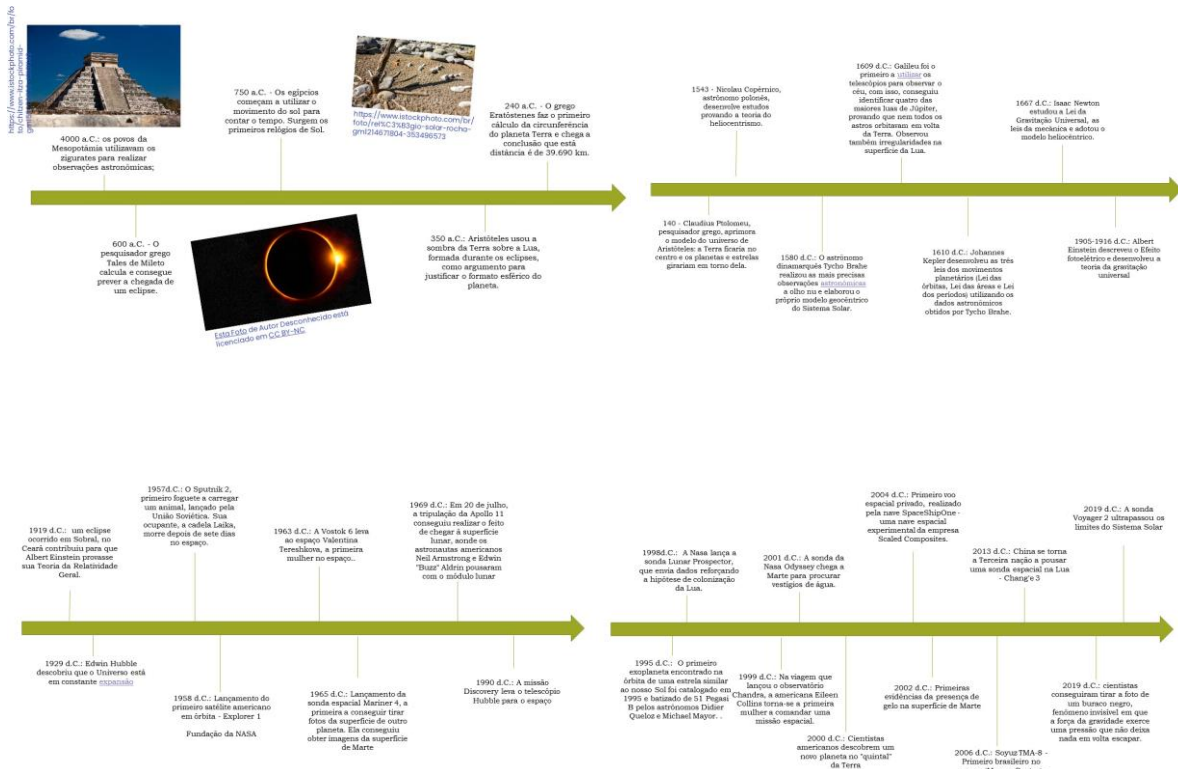 https://www.istockphoto.com/br/fo
4000 a.C: os povos da
Mesopotâmia utilizavam os
zigurates para realizar
observações astronômicas;
750 a.C. - Os egípcios
começam a utilizar o
movimento do sol para
contar o tempo. Surgem os
primeiros relógios de Sol.
https://www.istockphoto.com/br/
foto/rel%C3%B3gio-solar-rocha-
gm1214671804-353496573
240 a.C. - O grego
Eratóstenes faz o primeiro
cálculo da circunferência
do planeta Terra e chega a
conclusão que está
distância é de 39.690 km.
600 a.C. - O
pesquisador grego
Tales de Mileto
calcula e consegue
prever a chegada de
um eclipse.
Esta Foto de Autor Desconhecido está
licenciado em CC BY-NC
350 a.C.: Aristóteles usou a
sombra da Terra sobre a Lua,
formada durante os eclipses,
como argumento para
justificar o formato esférico do
planeta.
1543 - Nicolau Copérnico,
astrônomo polonês,
desenvolve estudos
provando a teoria do
heliocentrismo.
1609 d.C.: Galileu foi o
primeiro a utilizar os
telescópios para observar o
céu, com isso, conseguiu
identificar quatro das
maiores luas de Júpiter,
provando que nem todos os
astros orbitaram em volta
da Terra. Observou
também irregularidades na
superfície da Lua.
1667 d.C.: Isaac Newton
estudou a Lei da
Gravitação Universal, as
leis da mecânica e adotou o
modelo heliocêntrico.
140 - Claudius Ptolomeu,
pesquisador grego, aprimora
o modelo do universo de
Aristóteles: a Terra ficaria no
centro e os planetas e estrelas
girariam em torno dela.
1580 d.C: O astrônomo
dinamarquês Tycho Brahe
realizou as mais precisas
observações astronômicas
a olho nu e elaborou o
próprio modelo geocêntrico
do Sistema Solar.
1610 d.C: Johannes
Kepler desenvolveu as três
leis dos movimentos
planetários (Lei das
órbitas, Lei das áreas e Lei
dos períodos) utilizando os
dados astronômicos
obtidos por Tycho Brahe.
1905-1916 d.C.: Albert
Einstein descreveu o Efeito
fotoelétrico e desenvolveu a
teoria da gravitação
universal
1919 d.C.: um eclipse
ocorrido em Sobral, no
Ceará contribuiu para que
Albert Einstein provasse
sua Teoria da Relatividade
Geral.
1957d.C.: O Sputnik 2,
primeiro foguete a carregar
um animal, lançado pela
União Soviética. Sua
ocupante, a cadela Laika,
morre depois de sete dias
no espaço.
1963 d.C.: A Vostok 6 leva
ao espaço Valentina
Tereshkova, a primeira
mulher no espaço..
1969 d.C.: Em 20 de julho,
a tripulação da Apollo 11
conseguiu realizar o feito
de chegar á superfície
lunar, aonde os
astronautas americanos
Neil Armstrong e Edwin
"Buzz" Aldrin pousaram
com o módulo lunar
1929 d.C.: Edwin Hubble
descobriu que o Universo está
em constante expansão
1958 d.C.: Lançamento do
primeiro satélite americano
em órbita - Explorer 1
Fundação da NASA
1965 d.C.: Lançamento da
sonda espacial Mariner 4, a
primeira a conseguir tirar
fotos da superfície de outro
planeta. Ela conseguiu
obter imagens da superfície
de Marte
1990 d.C.: A missão
Discovery leva o telescópio
Hubble para o espaço
1998d.C.: A Nasa lança a
sonda Lunar Prospector,
que envia dados reforçando
a hipótese de colonização
da Lua.
2001 d.C.: A sonda da
Nasa Odyssey chega a
Marte para procurar
vestígios de água.
2004 d.C.: Primeiro voo
espacial privado, realizado
pela nave SpaceShipOne -
uma nave espacial
experimental da empresa
Scaled Composites.
2013 d.C.: China se torna
a Terceira nação a pousar
uma sonda espacial na Lua
- Chang'e 3
2019 d.C.: A sonda
Voyager 2 ultrapassou os
limites do Sistema Solar
1995 d.C.: O primeiro
exoplaneta encontrado na
órbita de uma estrela similar
ao nosso Sol foi catalogado em
1995 e batizado de 51 Pegasi
B pelos astrônomos Didier
Queloz e Michael Mayor. .
1999 d.C.: Na viagem que
lançou o observatório
Chandra, a americana Eileen
Collins torna-se a primeira
mulher a comandar uma
missão espacial.
2000 d.C.: Cientistas
americanos descobrem um
novo planeta no "quintal"
da Terra
2002 d.C.: Primeiras
evidências da presença de
gelo na superfície de Marte
2006 d.C.: Soyuz TMA-8 -
Primeiro brasileiro no
2019 d.C.: cientistas
conseguiram tirar a foto de
um buraco negro,
fenômeno invisível em que
a força da gravidade exerce
uma pressão que não deixa
nada em volta escapar.